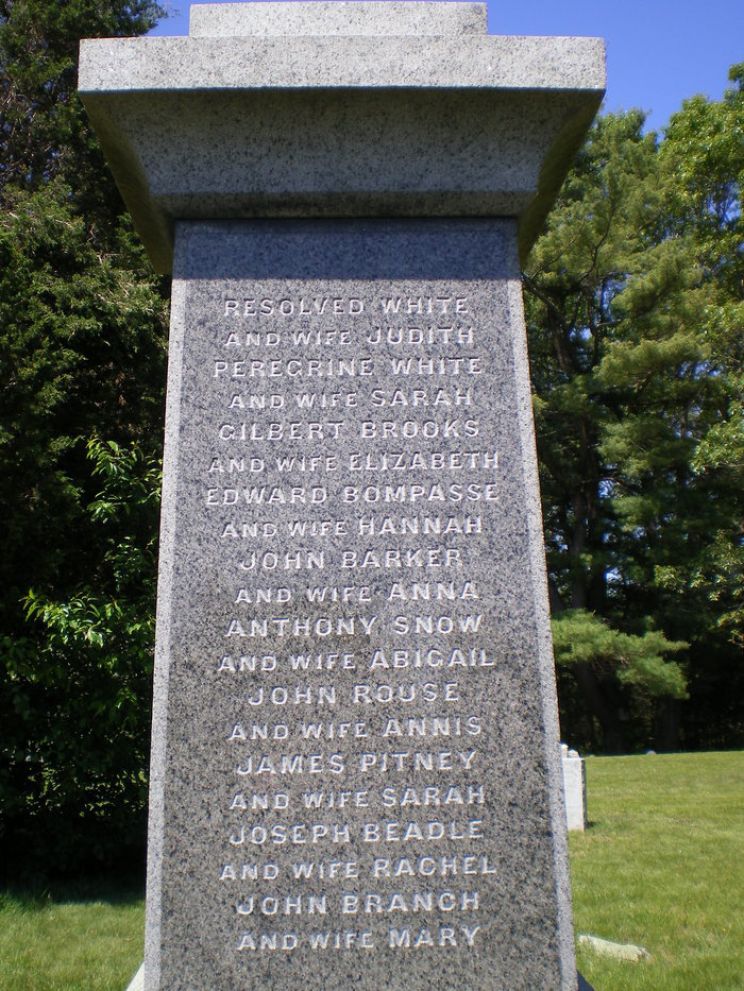 RESOLVED WHITE
AND WIFE JUDITH
PEREGRINE WHITE
AND WIFE SARAH
GILBERT BROOKS
AND WIFE ELIZABETH
EDWARD BOMPASSE
AND WIFE HANNAH
JOHN BARKER
AND WIFE ANNA
ANTHONY SNOW
AND WIFE ABIGAIL
JOHN ROUSE
AND WIFE ANNIS
JAMES PITNEY
AND WIFE SARAH
JOSEPH BEADLE
AND WIFE RACHEL
JOHN BRANCH
AND WIFE MARY